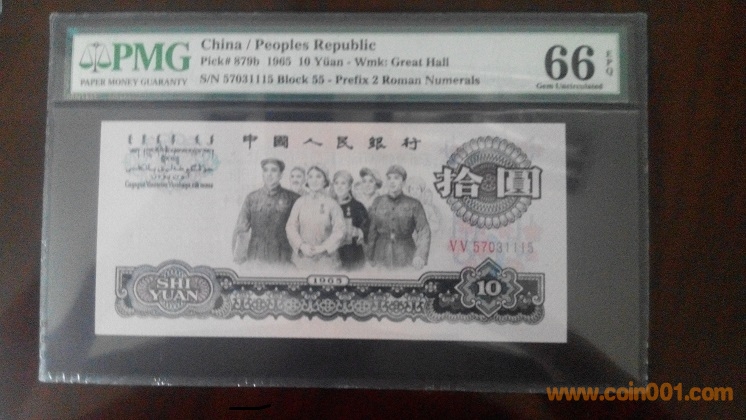 PMG
PAPER MONEY GUARANTY
China / Peoples Republic
Pick# 879b 1965 10 Yüan - Wmk: Great Hall
S/N 57031115 Block 55 - Prefix 2 Roman Numerals
66 EPQ
Gem Uncirculated
中國人民銀行
拾圓
VV 57031115
1965
SHI
YUAN
10
www.coin001.com